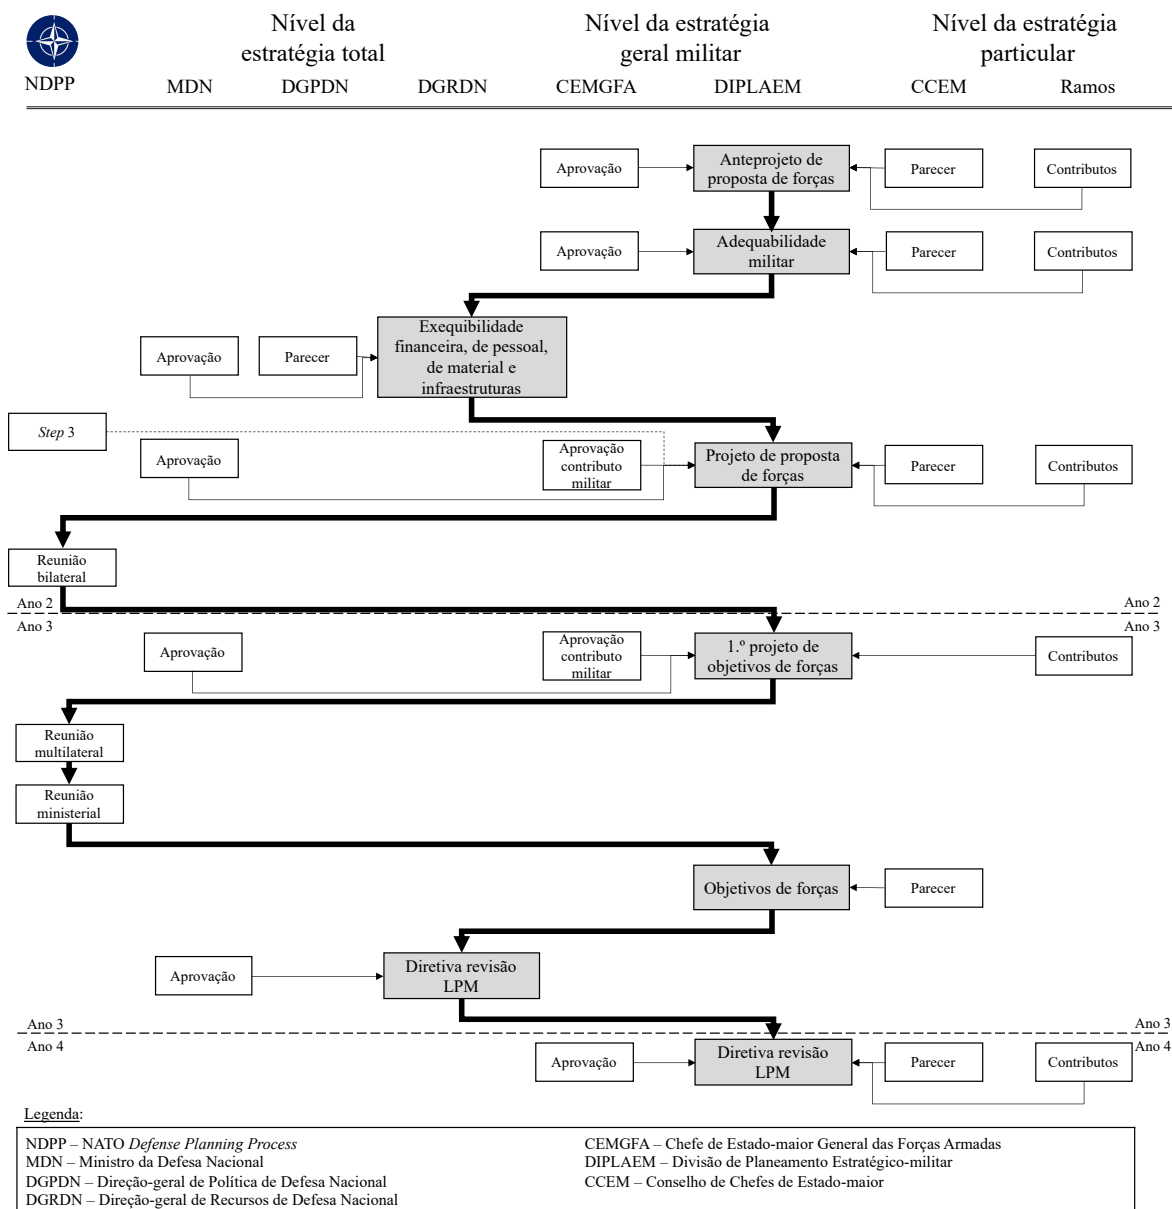 Nível da
estratégia total
Nível da estratégia
geral militar
Nível da estratégia
particular
NDPP
MDN
DGPDN
DGRDN
CEMGFA
DIPLAEM
CCEM
Ramos
Aprovação
Anteprojeto de
proposta de forças
Parecer
Contributos
Aprovação
Adequabilidade
militar
Parecer
Contributos
Aprovação
Parecer
Exequibilidade
financeira, de pessoal,
de material e
infraestruturas
Step 3
Aprovação
Aprovação
contributo
militar
Projeto de proposta
de forças
Parecer
Contributos
Reunião
bilateral
Ano 2
Ano 2
Ano 3
Ano 3
Aprovação
Aprovação
contributo
militar
1.º projeto de
objetivos de forças
Contributos
Reunião
multilateral
Reunião
ministerial
Objetivos de forças
Parecer
Aprovação
Diretiva revisão
LPM
Ano 3
Ano 3
Ano 4
Ano 4
Aprovação
Diretiva revisão
LPM
Parecer
Contributos
Legenda:
NDPP – NATO Defense Planning Process
MDN – Ministro da Defesa Nacional
DGPDN – Direção-geral de Política de Defesa Nacional
DGRDN – Direção-geral de Recursos de Defesa Nacional
CEMGFA – Chefe de Estado-maior General das Forças Armadas
DIPLAEM – Divisão de Planeamento Estratégico-militar
CCEM – Conselho de Chefes de Estado-maior